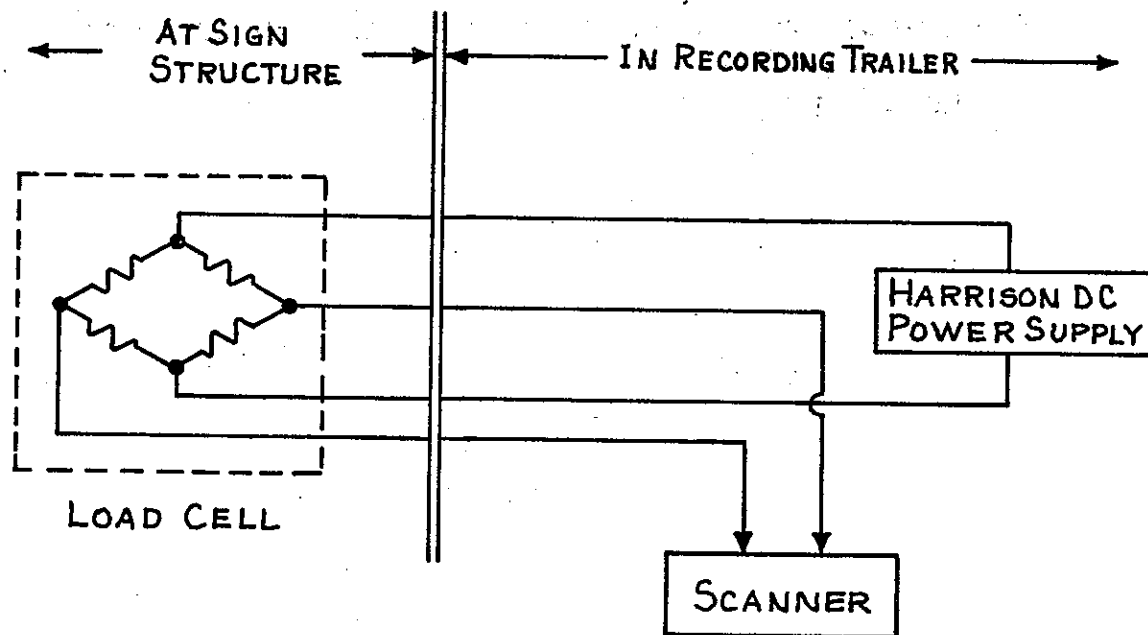 AT SIGN
STRUCTURE
IN RECORDING TRAILER
HARRISON DC
POWER SUPPLY
LOAD CELL
SCANNER